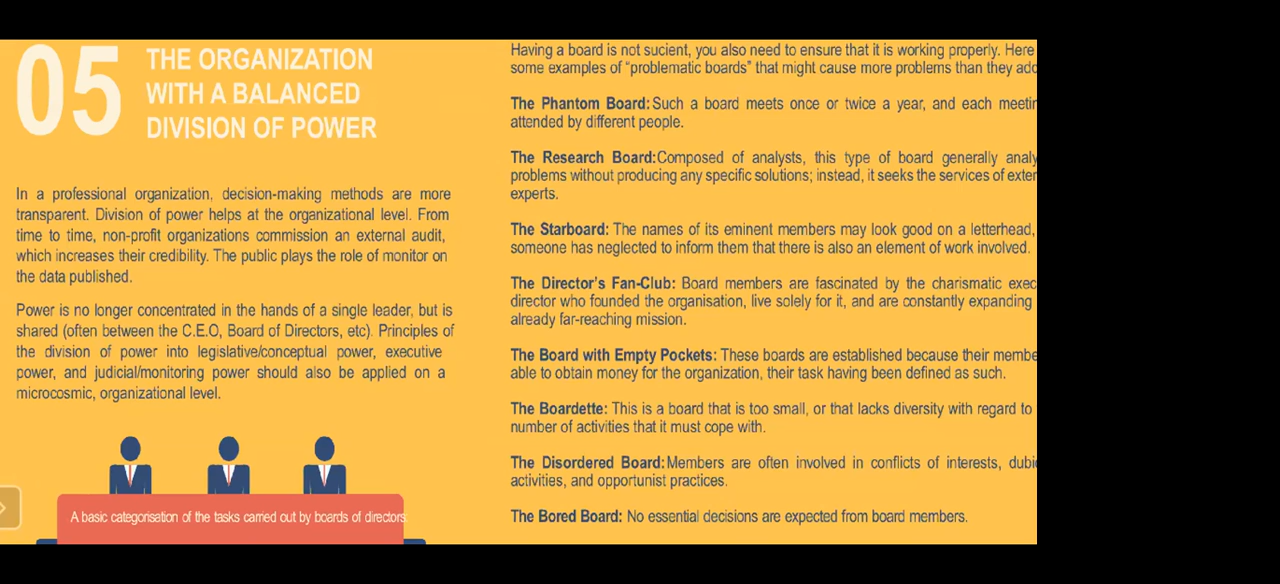 05
THE ORGANIZATION
WITH A BALANCED
DIVISION OF POWER
In a professional organization, decision-making methods are more
transparent. Division of power helps at the organizational level. From
time to time, non-profit organizations commission an external audit,
which increases their credibility. The public plays the role of monitor on
the data published.
Power is no longer concentrated in the hands of a single leader, but is
shared (often between the C.E.O, Board of Directors, etc). Principles of
the division of power into legislative/conceptual power, executive
power, and judicial/monitoring power should also be applied on a
microcosmic, organizational level.
A basic categorisation of the tasks carried out by boards of directors:
Having a board is not sucient, you also need to ensure that it is working properly. Here
some examples of “problematic boards” that might cause more problems than they
The Phantom Board: Such a board meets once or twice a year, and each
attended by different people.
The Research Board:Composed of analysts, this type of board generally
problems without producing any specific solutions; instead, it seeks the services of
experts.
The Starboard: The names of its eminent members may look good on a letterhead,
someone has neglected to inform them that there is also an element of work involved.
The Director’s Fan-Club: Board members are fascinated by the charismatic
director who founded the organisation, live solely for it, and are constantly expanding
already far-reaching mission.
The Board with Empty Pockets: These boards are established because their
able to obtain money for the organization, their task having been defined as such.
The Boardette: This is a board that is too small, or that lacks diversity with regard to
number of activities that it must cope with.
The Disordered Board:Members are often involved in conflicts of interests,
activities, and opportunist practices.
The Bored Board: No essential decisions are expected from board members.